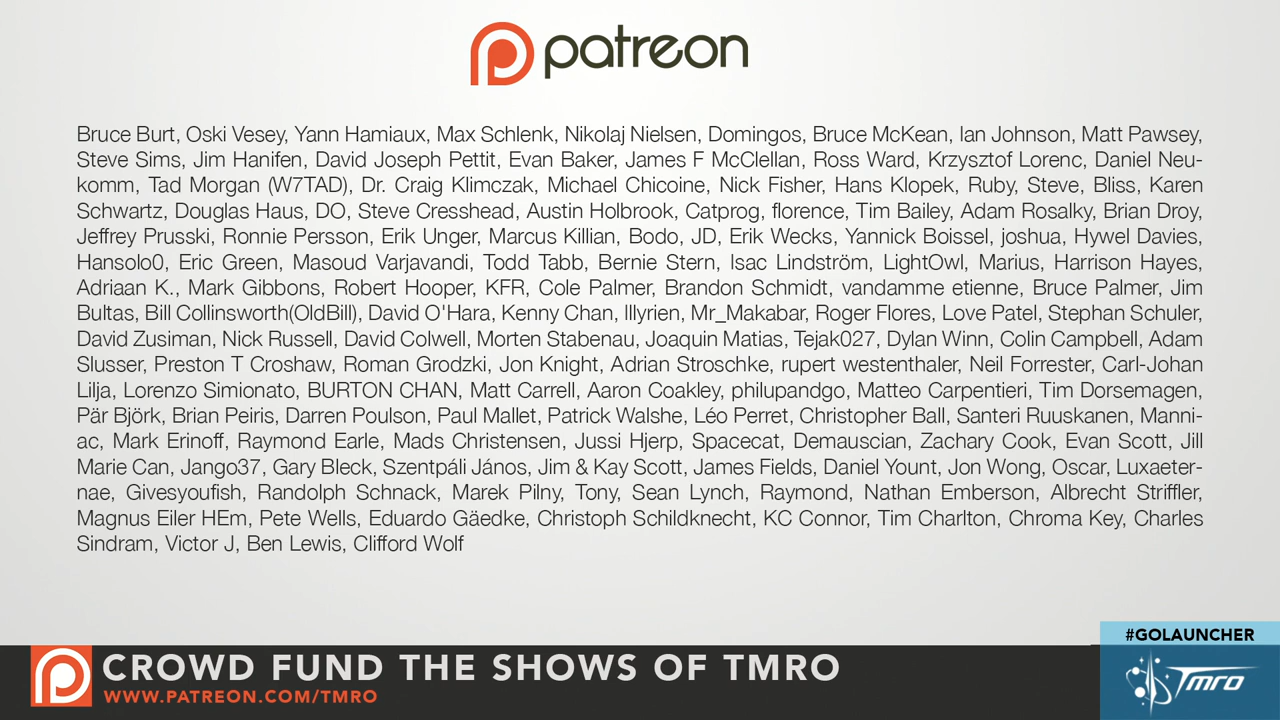 patreon
Bruce Burt, Oski Vesey, Yann Hamiaux, Max Schlenk, Nikolaj Nielsen, Domingos, Bruce McKean, Ian Johnson, Matt Pawsey,
Steve Sims, Jim Hanifen, David Joseph Pettit, Evan Baker, James F McClellan, Ross Ward, Krzysztof Lorenc, Daniel Neu-
komm, Tad Morgan (W7TAD), Dr. Craig Klimczak, Michael Chicoine, Nick Fisher, Hans Klopek, Ruby, Steve, Bliss, Karen
Schwartz, Douglas Haus, DO, Steve Cresshead, Austin Holbrook, Catprog, florence, Tim Bailey, Adam Rosalky, Brian Droy,
Jeffrey Prusski, Ronnie Persson, Erik Unger, Marcus Killian, Bodo, JD, Erik Wecks, Yannick Boissel, joshua, Hywel Davies,
Hansolo0, Eric Green, Masoud Varjavandi, Todd Tabb, Bernie Stern, Isac Lindström, LightOwl, Marius, Harrison Hayes,
Adriaan K., Mark Gibbons, Robert Hooper, KFR, Cole Palmer, Brandon Schmidt, vandamme etienne, Bruce Palmer, Jim
Bultas, Bill Collinsworth(OldBill), David O'Hara, Kenny Chan, Illyrien, Mr_Makabar, Roger Flores, Love Patel, Stephan Schuler,
David Zusiman, Nick Russell, David Colwell, Morten Stabenau, Joaquin Matias, Tejak027, Dylan Winn, Colin Campbell, Adam
Slusser, Preston T Croshaw, Roman Grodzki, Jon Knight, Adrian Stroschke, rupert westenthaler, Neil Forrester, Carl-Johan
Lilja, Lorenzo Simionato, BURTON CHAN, Matt Carrell, Aaron Coakley, philupandgo, Matteo Carpentieri, Tim Dorsemagen,
Pär Björk, Brian Peiris, Darren Poulson, Paul Mallet, Patrick Walshe, Léo Perret, Christopher Ball, Santeri Ruuskanen, Manni-
ac, Mark Erinoff, Raymond Earle, Mads Christensen, Jussi Hjerp, Spacecat, Demauscian, Zachary Cook, Evan Scott, Jill
Marie Can, Jango37, Gary Bleck, Szentpáli János, Jim & Kay Scott, James Fields, Daniel Yount, Jon Wong, Oscar, Luxaeter-
nae, Givesyoufish, Randolph Schnack, Marek Pilny, Tony, Sean Lynch, Raymond, Nathan Emberson, Albrecht Striffler,
Magnus Eiler HEm, Pete Wells, Eduardo Gäedke, Christoph Schildknecht, KC Connor, Tim Charlton, Chroma Key, Charles
Sindram, Victor J, Ben Lewis, Clifford Wolf
#GOLAUNCHER
CROWD FUND THE SHOWS OF TMRO
WWW.PATREON.COM/TMRO
Tmro